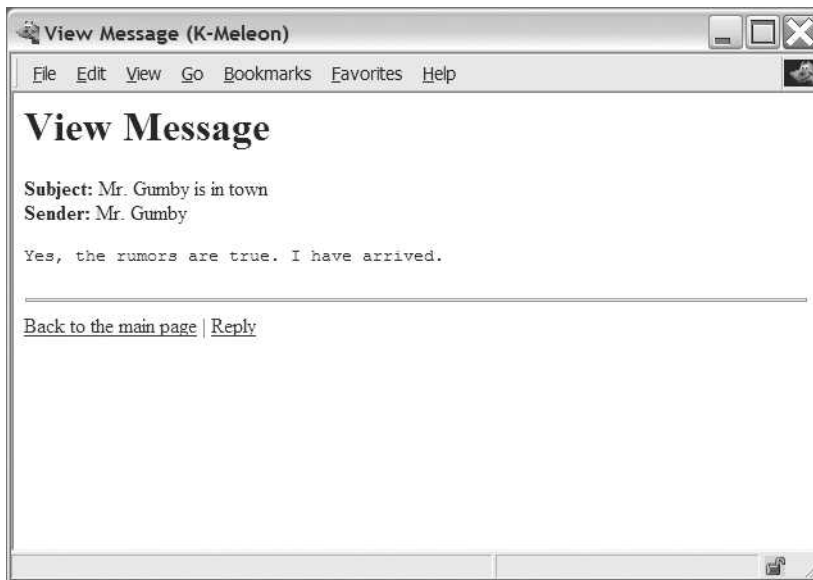 View Message (K-Meleon)
File Edit View Go Bookmarks Favorites Help
View Message
Subject: Mr. Gumby is in town
Sender: Mr. Gumby
Yes, the rumors are true. I have arrived.
Back to the main page | Reply